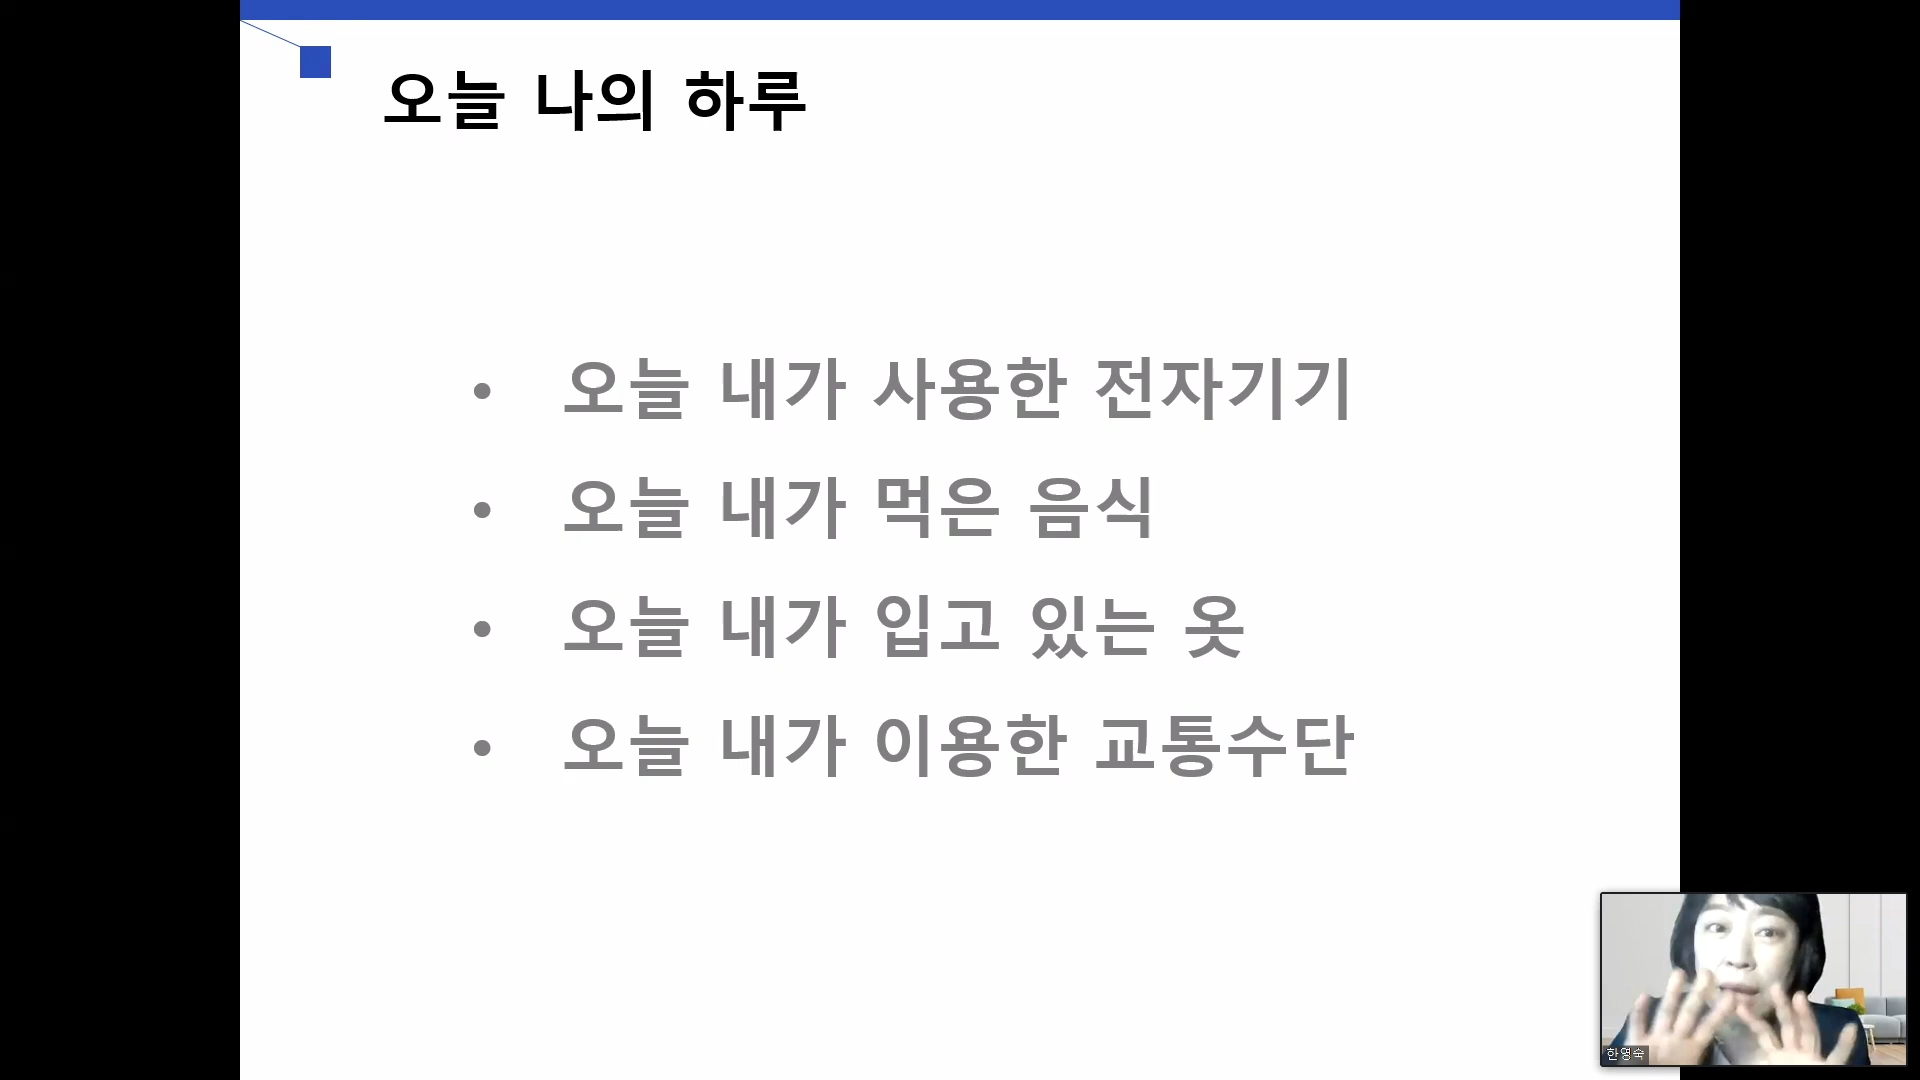 오늘 나의 하루
• 오늘 내가 사용한 전자기기
• 오늘 내가 먹은 음식
• 오늘 내가 입고 있는 옷
• 오늘 내가 이용한 교통수단
한영숙